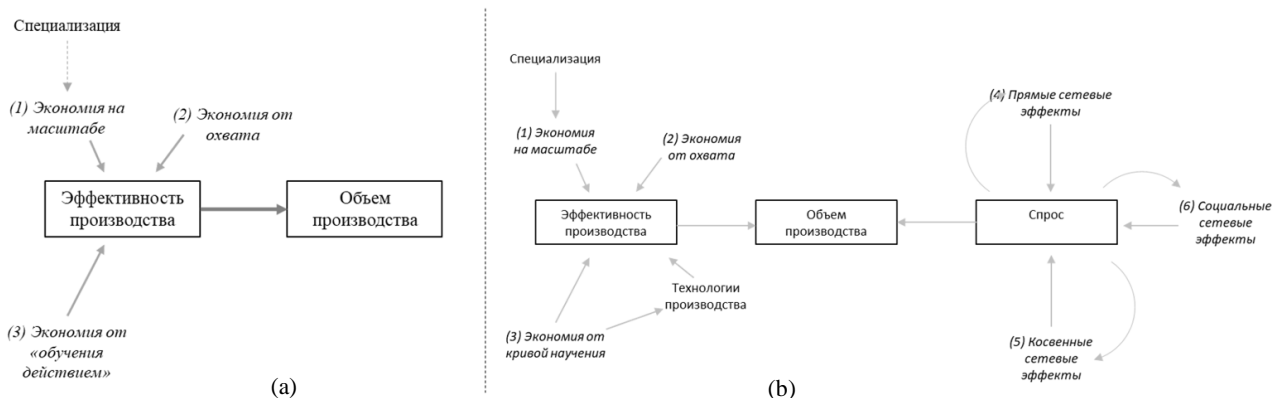 Специализация
(1) Экономия на
масштабе
(2) Экономия от
охвата
Эффективность
производства
Объем
производства
(3) Экономия от
«обучения
действием»
(a)
Специализация
(1) Экономия
на масштабе
(2) Экономия
от охвата
(4) Прямые сетевые
эффекты
Эффективность
производства
Объем
производства
Спрос
(6) Социальные
сетевые
эффекты
Технологии
производства
(3) Экономия от
кривой научения
(5) Косвенные
сетевые
эффекты
(b)